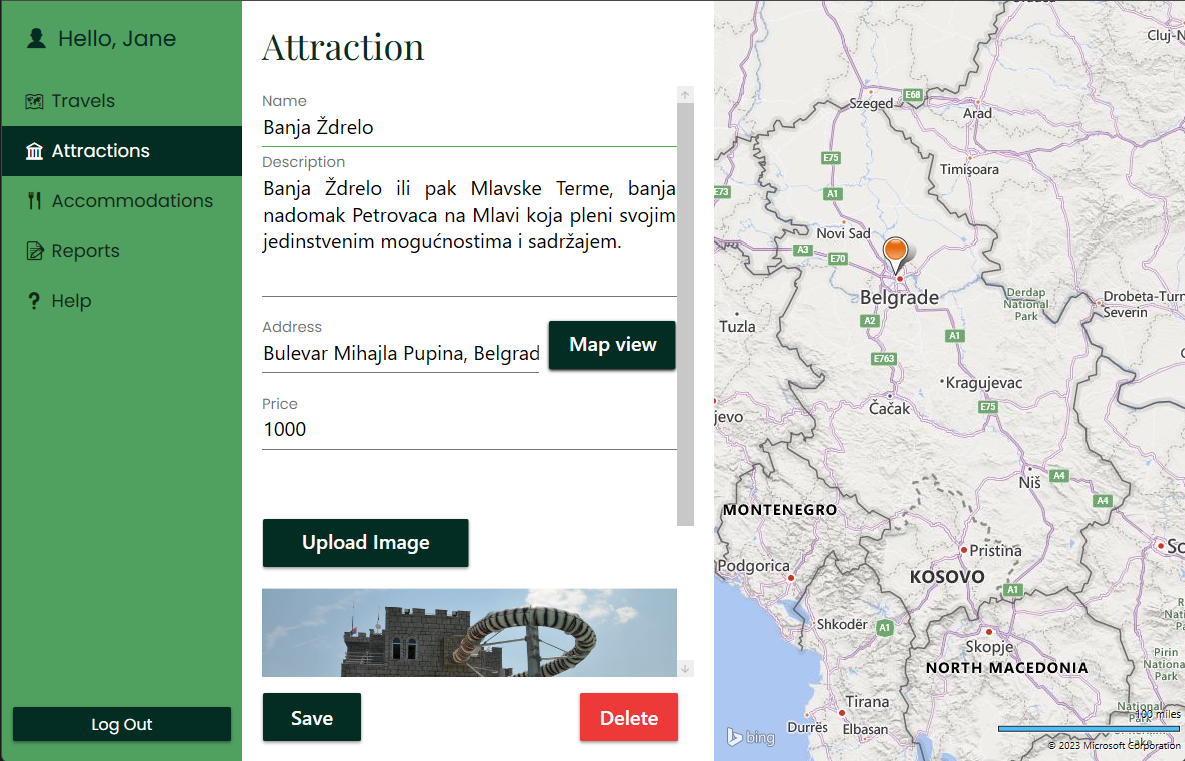 Hello, Jane
Travels
Attractions
Accommodations
Reports
Help
Log Out
Attraction
Name
Banja Ždrelo
Description
Banja Ždrelo ili pak Mlavske Terme, banja
nadomak Petrovaca na Mlavi koja pleni svojim
jedinstvenim mogućnostima i sadržajem.
Address
Bulevar Mihajla Pupina, Belgrad
Map view
Price
1000
Upload Image
Save
Delete
Cluj-N
Szeged
E68
Arad
E75
Timişoara
E73
A1
Novi Sad
A3
E70
Belgrade
Derdap
National
Park
Drobeta-Turn
Severin
Tuzla
A2
A1
E763
Kragujevac
Čačak
E75
jevo
Niš
A4
A4
MONTENEGRO
Pristina
Podgorica
KOSOVO
A1
Shkodër
A1
Skopje
NORTH MACEDONIA
Pirin
National
Park
Tirana
Durrës
Elbasan
National
100 miles
bing
© 2023 Microsoft Corporation